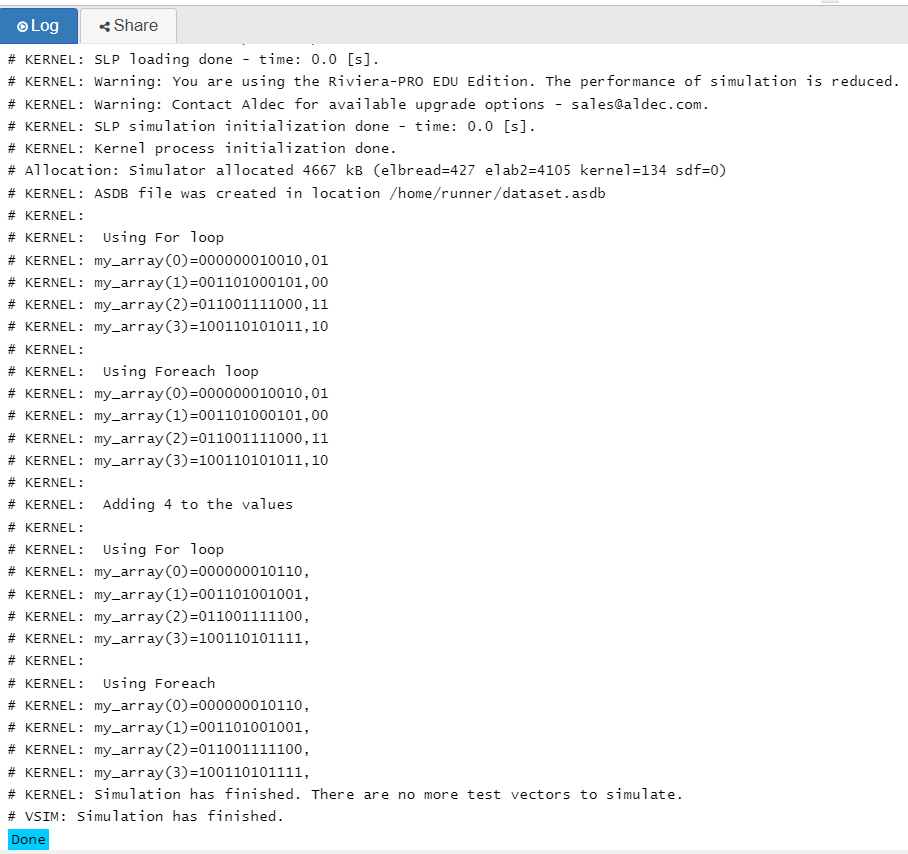 Log
Share
# KERNEL: SLP loading done - time: 0.0 [s].
# KERNEL: Warning: You are using the Riviera-PRO EDU Edition. The performance of simulation is reduced.
# KERNEL: Warning: Contact Aldec for available upgrade options - sales@aldec.com.
# KERNEL: SLP simulation initialization done - time: 0.0 [s].
# KERNEL: Kernel process initialization done.
# Allocation: Simulator allocated 4667 kB (elbread=427 elab2=4105 kernel=134 sdf=0)
# KERNEL: ASDB file was created in location /home/runner/dataset.asdb
# KERNEL:
# KERNEL:  Using For loop
# KERNEL: my_array(0)=000000010010,01
# KERNEL: my_array(1)=001101000101,00
# KERNEL: my_array(2)=011001111000,11
# KERNEL: my_array(3)=100110101011,10
# KERNEL:
# KERNEL:  Using Foreach loop
# KERNEL: my_array(0)=000000010010,01
# KERNEL: my_array(1)=001101000101,00
# KERNEL: my_array(2)=011001111000,11
# KERNEL: my_array(3)=100110101011,10
# KERNEL:
# KERNEL:  Adding 4 to the values
# KERNEL:
# KERNEL:  Using For loop
# KERNEL: my_array(0)=000000010110,
# KERNEL: my_array(1)=001101001001,
# KERNEL: my_array(2)=011001111100,
# KERNEL: my_array(3)=100110101111,
# KERNEL:
# KERNEL:  Using Foreach
# KERNEL: my_array(0)=000000010110,
# KERNEL: my_array(1)=001101001001,
# KERNEL: my_array(2)=011001111100,
# KERNEL: my_array(3)=100110101111,
# KERNEL: Simulation has finished. There are no more test vectors to simulate.
# VSIM: Simulation has finished.
Done